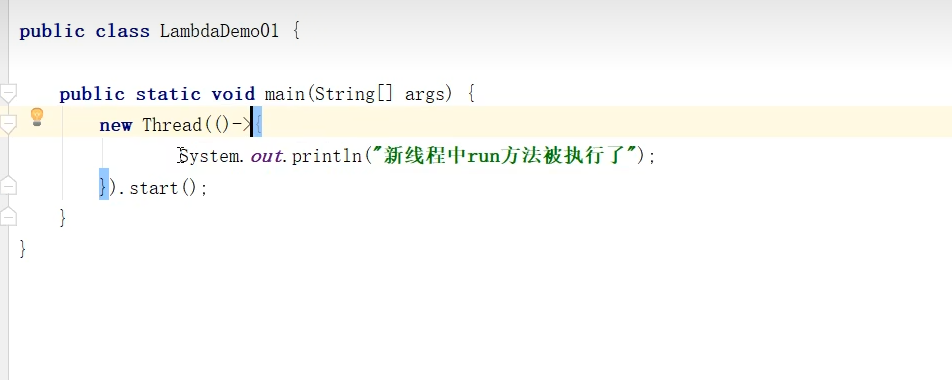 public class LambdaDemo01 {
public static void main(String[] args) {
new Thread(()->{
System.out.println("新线程中run方法被执行了");
}).start();
}
}